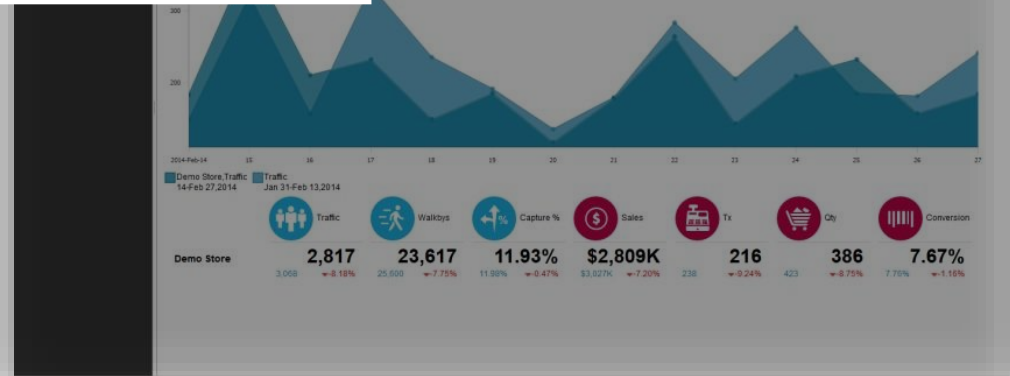 300
200
2014-Feb-14 15 16 17 18 19 20 21 22 23 24 25 26 27
Demo Store,Traffic Traffic
14-Feb 27,2014 Jan 31-Feb 13,2014
Traffic Walkbys % Capture % $ Sales Tx Qty Conversion
Demo Store 2,817 23,617 11.93% $2,809K 216 386 7.67%
3,068 -8.18% 25,600 -7.75% 11.98% -0.47% $3,027K -7.20% 238 -9.24% 423 -8.75% 7.76% -1.16%